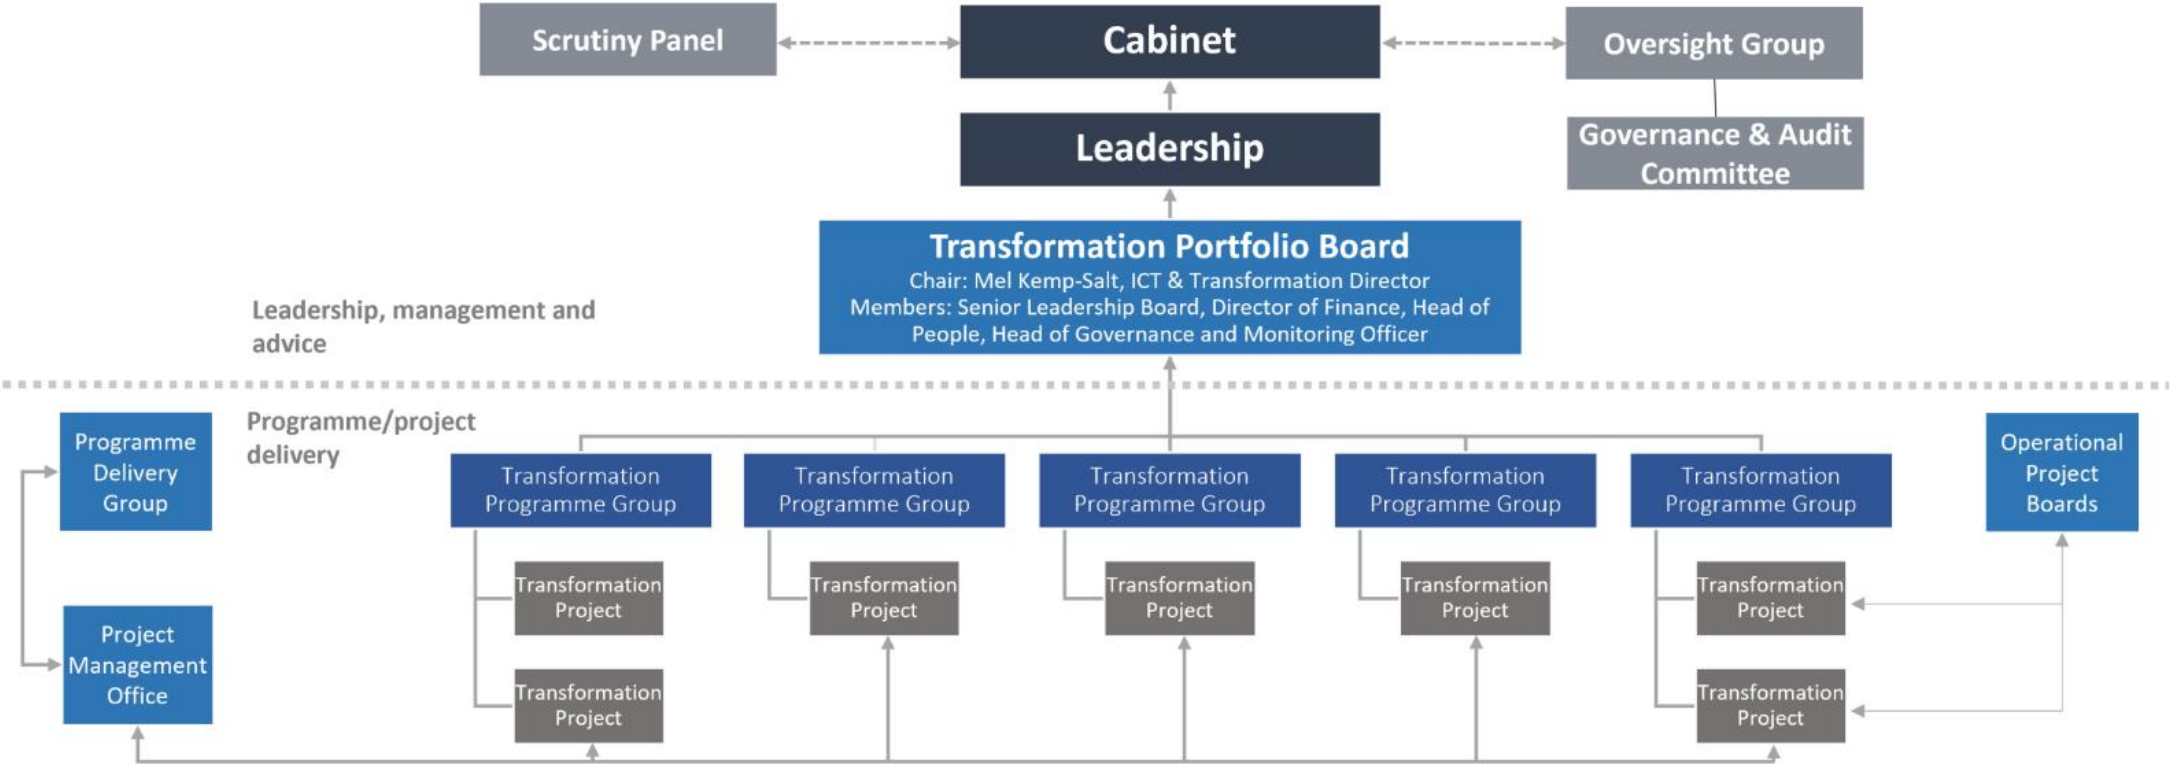 Scrutiny Panel
Cabinet
Oversight Group
Leadership
Governance & Audit
Committee
Transformation Portfolio Board
Chair: Mel Kemp-Salt, ICT & Transformation Director
Members: Senior Leadership Board, Director of Finance, Head of
People, Head of Governance and Monitoring Officer
Leadership, management and
advice
Programme/project
delivery
Programme
Delivery
Group
Transformation
Programme Group
Transformation
Programme Group
Transformation
Programme Group
Transformation
Programme Group
Transformation
Programme Group
Operational
Project
Boards
Transformation
Project
Transformation
Project
Transformation
Project
Transformation
Project
Transformation
Project
Project
Management
Office
Transformation
Project
Transformation
Project